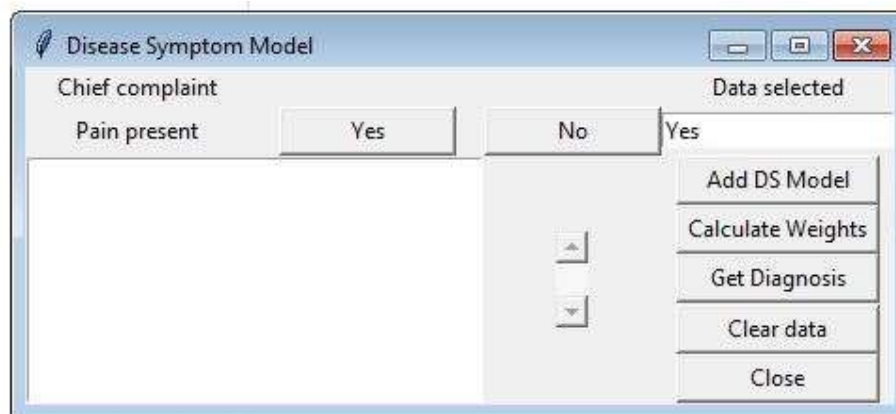 Disease Symptom Model
Chief complaint Data selected
Pain present Yes No Yes
Add DS Model
Calculate Weights
Get Diagnosis
Clear data
Close